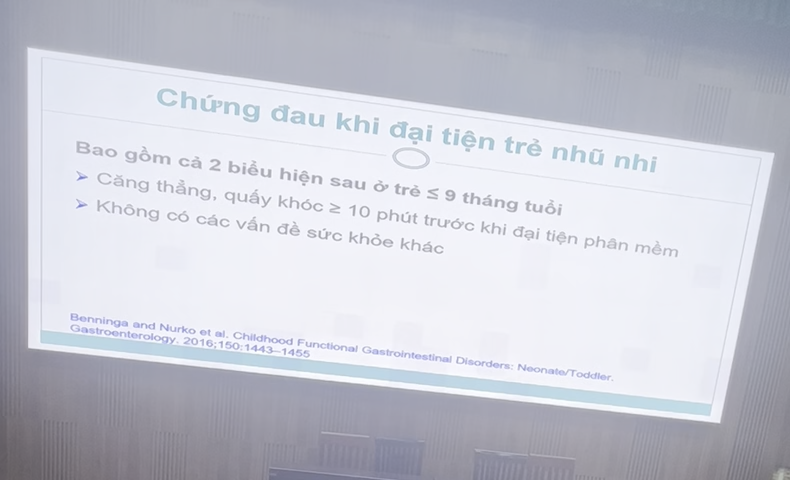 Chứng đau khi đại tiện trẻ nhũ nhi
Bao gồm cả 2 biểu hiện sau ở trẻ ≤ 9 tháng tuổi
➢ Căng thẳng, quấy khóc ≥ 10 phút trước khi đại tiện phân mềm
➢ Không có các vấn đề sức khỏe khác
Benninga and Nurko et al. Childhood Functional Gastrointestinal Disorders: Neonate/Toddler.
Gastroenterology. 2016;150:1443–1455